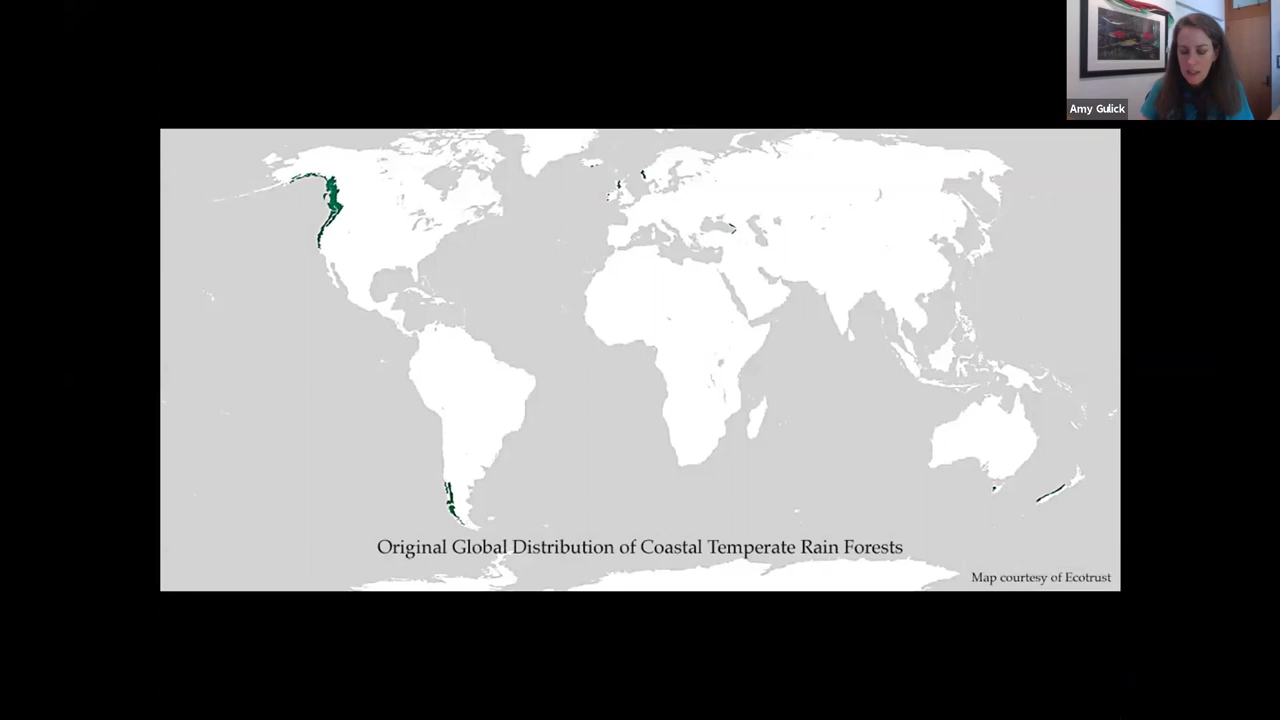 Amy Gulick
Original Global Distribution of Coastal Temperate Rain Forests
Map courtesy of Ecotrust